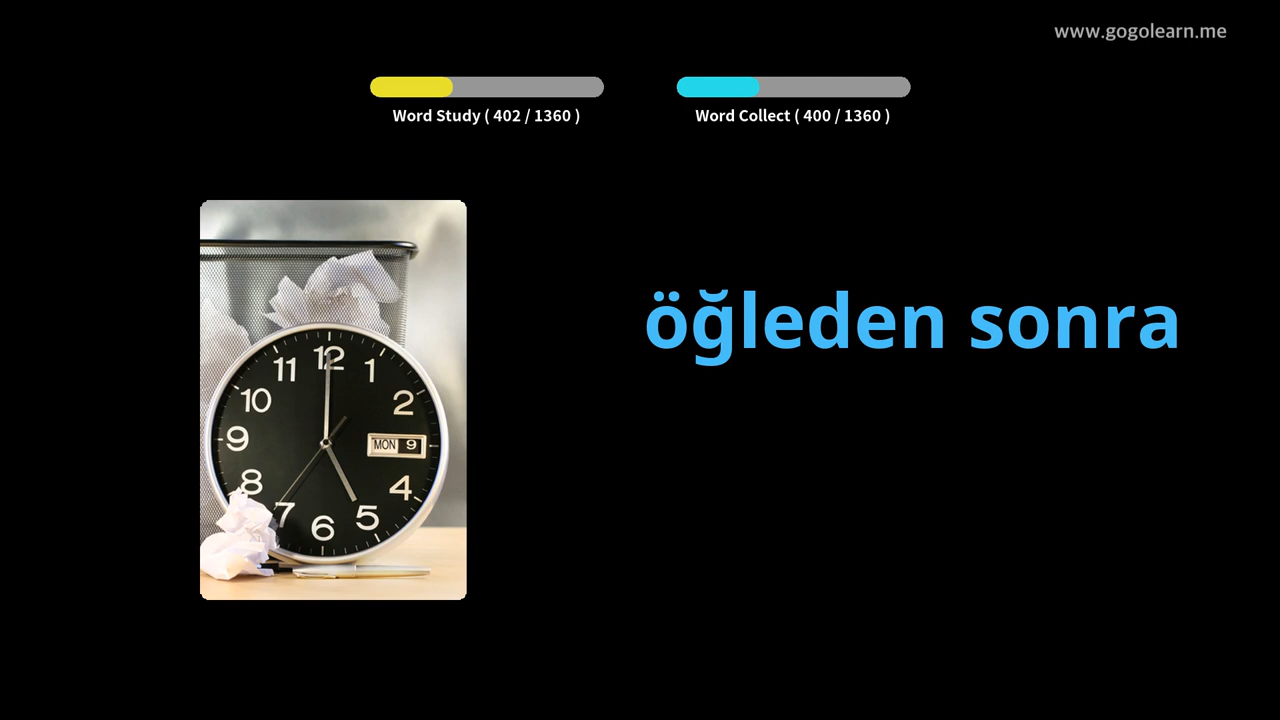 www.gogolearn.me
Word Study ( 402 / 1360 )
Word Collect ( 400 / 1360 )
öğleden sonra
12
11
1
10
2
9
MON 9
8
4
7
5
6